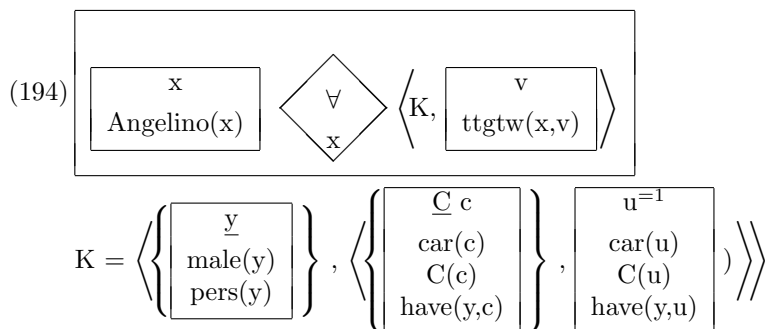 x v
(194) Angelino(x) ∀ x ⟨K, ttgtw(x,v)⟩
C c u=1
y car(c) car(u)
K = ⟨{ male(y) } , ⟨{ C(c) } , C(u) ) ⟩⟩
pers(y) have(y,c) have(y,u)